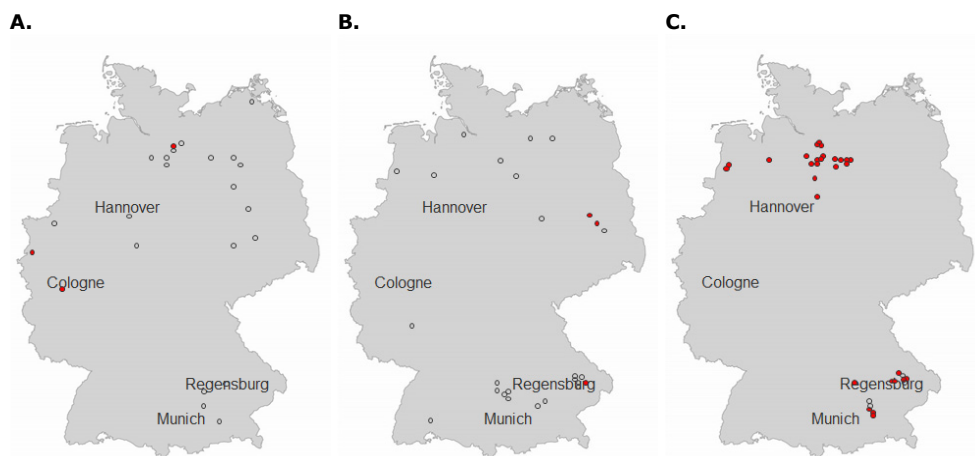 A.
Hannover
Cologne
Regensburg
Munich
B.
Hannover
Cologne
Regensburg
Munich
C.
Hannover
Cologne
Regensburg
Munich